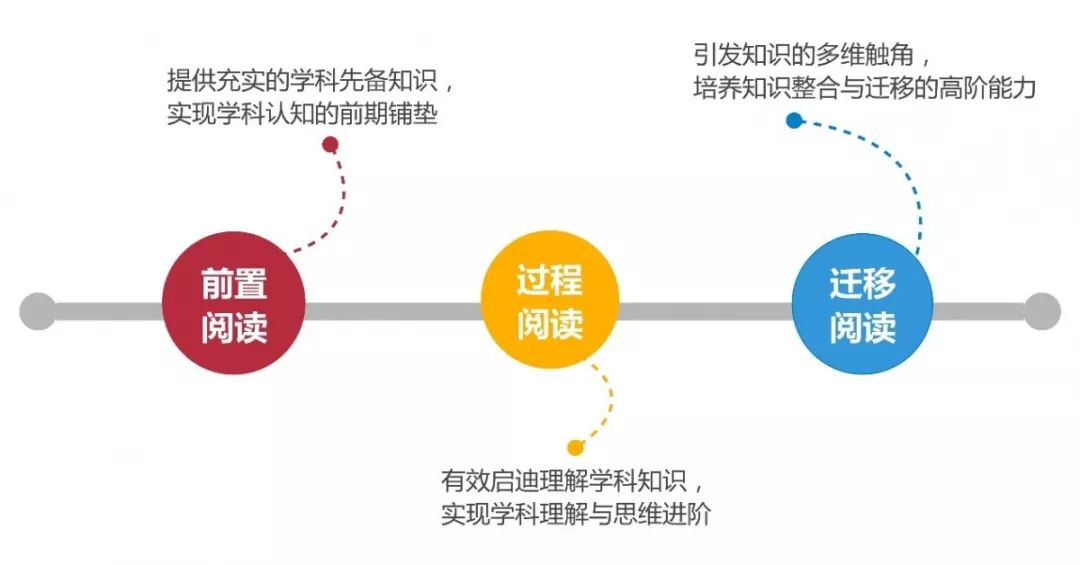 提供充实的学科先备知识，
实现学科认知的前期铺垫
引发知识的多维触角，
培养知识整合与迁移的高阶能力
前置
阅读
过程
阅读
迁移
阅读
有效启迪理解学科知识，
实现学科理解与思维进阶